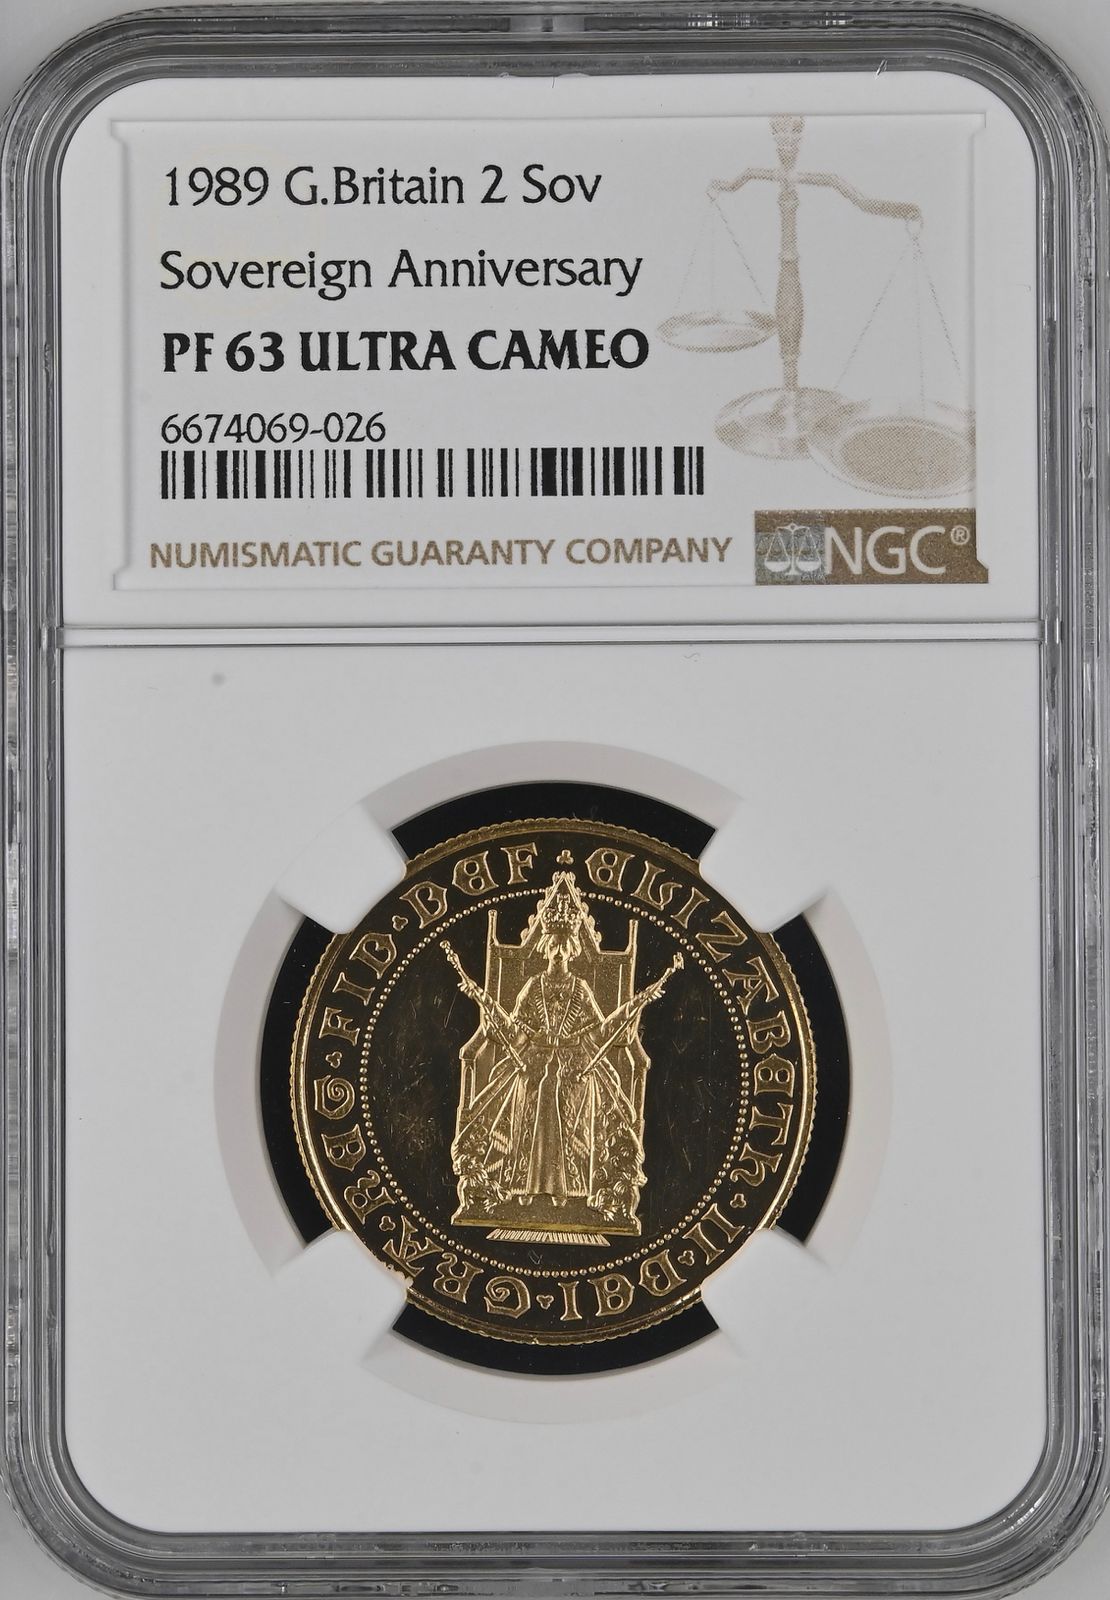 1989 G.Britain 2 Sov
Sovereign Anniversary
PF 63 ULTRA CAMEO
6674069-026
NUMISMATIC GUARANTY COMPANY
NGC®
ELIZABETH·II·DEI·GRA·REG·FID·DEF